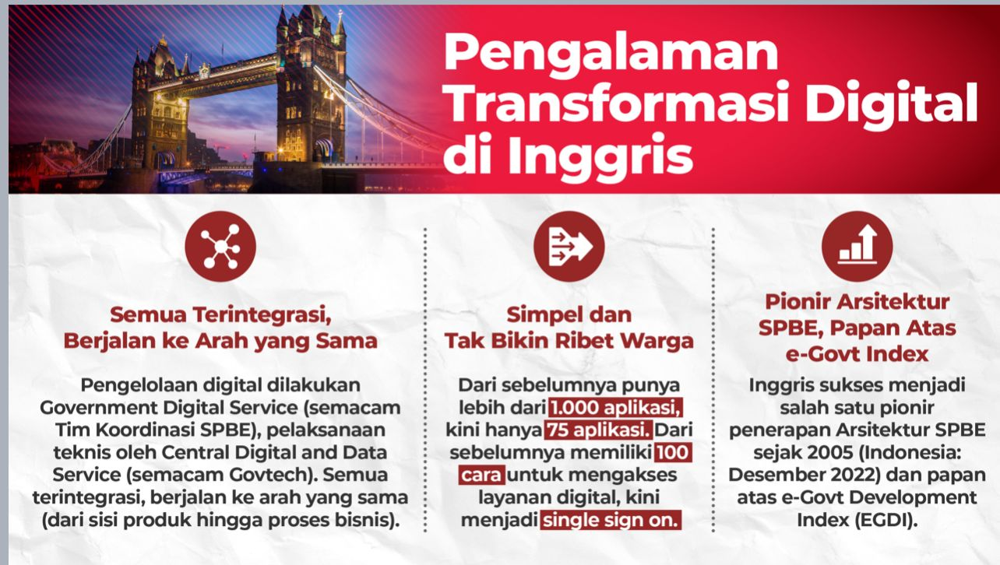 Pengalaman
Transformasi Digital
di Inggris
Semua Terintegrasi,
Berjalan ke Arah yang Sama
Pengelolaan digital dilakukan
Government Digital Service (semacam
Tim Koordinasi SPBE), pelaksanaan
teknis oleh Central Digital and Data
Service (semacam Govtech). Semua
terintegrasi, berjalan ke arah yang sama
(dari sisi produk hingga proses bisnis).
Simpel dan
Tak Bikin Ribet Warga
Dari sebelumnya punya
lebih dari 1.000 aplikasi,
kini hanya 75 aplikasi. Dari
sebelumnya memiliki 100
cara untuk mengakses
layanan digital, kini
menjadi single sign on.
Pionir Arsitektur
SPBE, Papan Atas
e-Govt Index
Inggris sukses menjadi
salah satu pionir
penerapan Arsitektur SPBE
sejak 2005 (Indonesia:
Desember 2022) dan papan
atas e-Govt Development
Index (EGDI).